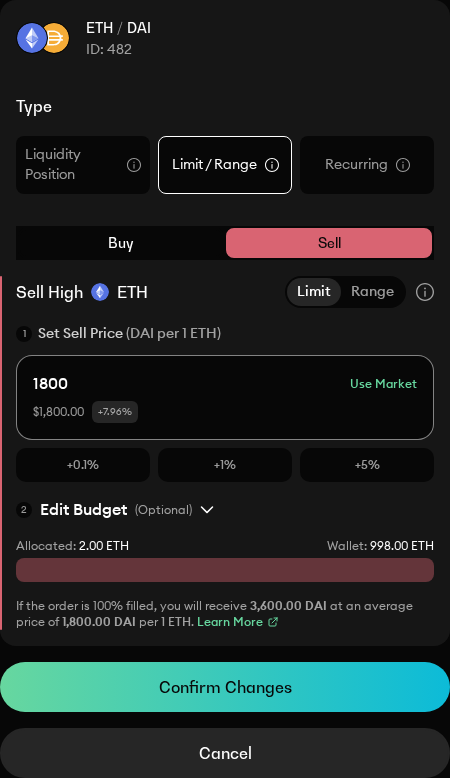 ETH / DAI
ID: 482
Type
Liquidity
Position
Limit / Range
Recurring
Buy
Sell
Sell High ETH
Limit
Range
1 Set Sell Price (DAI per 1 ETH)
1800
Use Market
$1,800.00 +7.96%
+0.1%
+1%
+5%
2 Edit Budget (Optional)
Allocated: 2.00 ETH
Wallet: 998.00 ETH
If the order is 100% filled, you will receive 3,600.00 DAI at an average
price of 1,800.00 DAI per 1 ETH. Learn More
Confirm Changes
Cancel